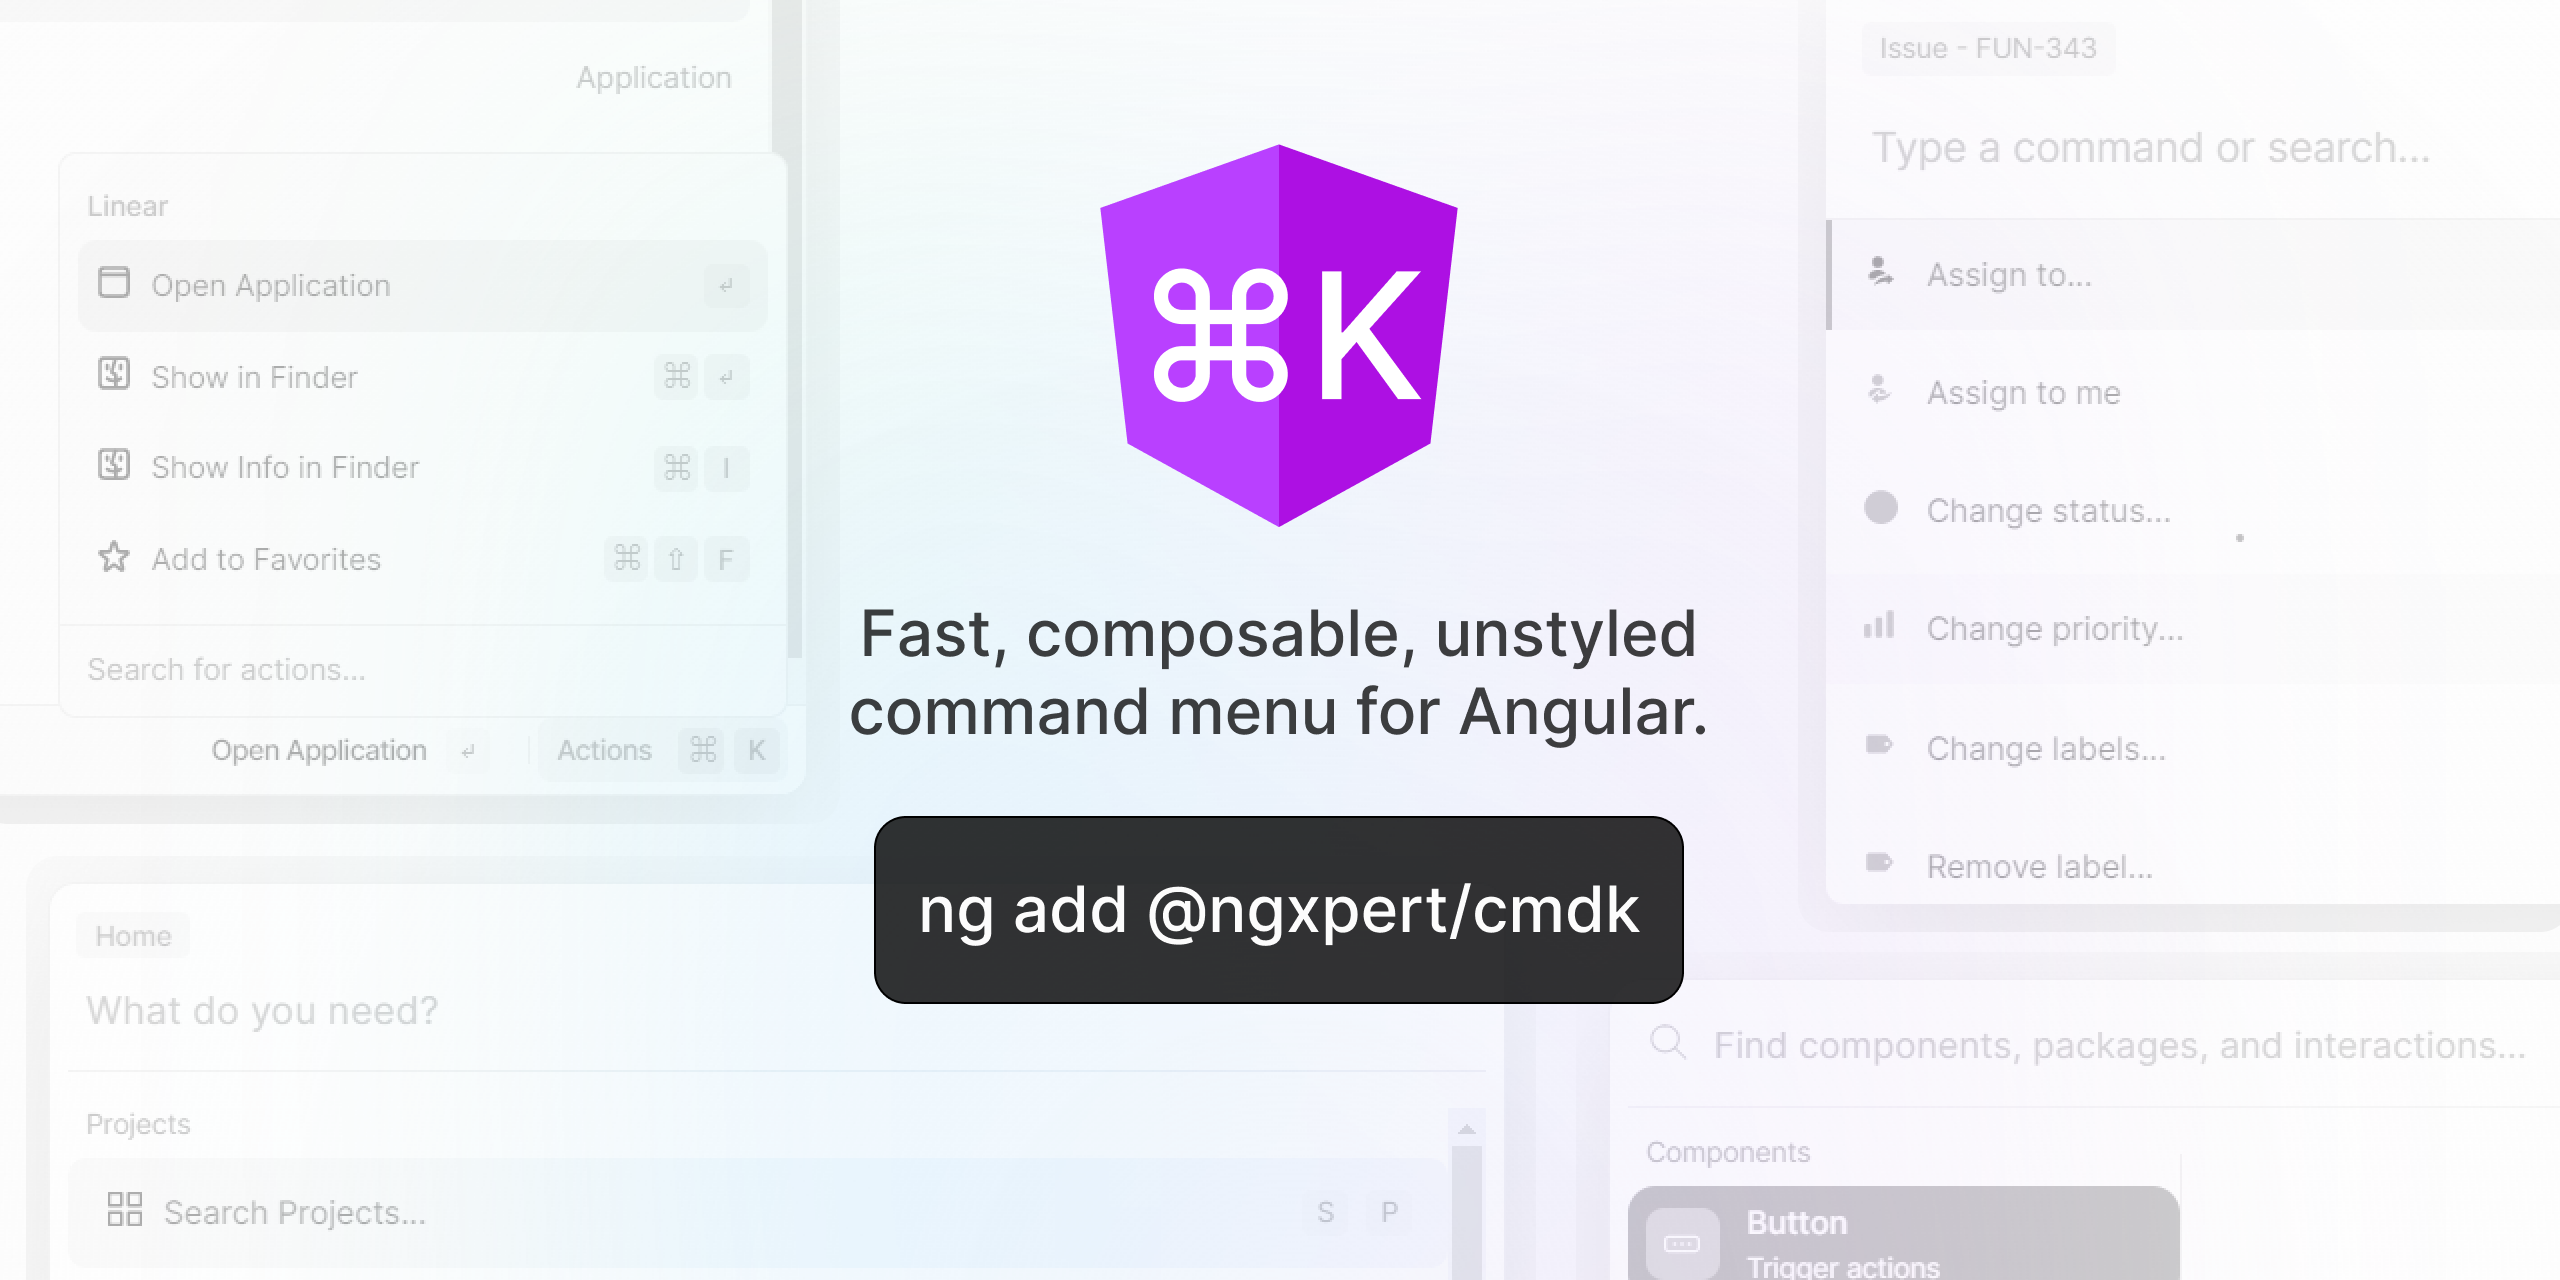 Application
Linear
Open Application ↵
Show in Finder ⌘ ↵
Show Info in Finder ⌘ I
Add to Favorites ⌘ ⇧ F
Search for actions...
Open Application ↵ Actions ⌘ K
Home
What do you need?
Projects
Search Projects... S P
⌘K
Fast, composable, unstyled
command menu for Angular.
ng add @ngxpert/cmdk
Issue - FUN-343
Type a command or search...
Assign to...
Assign to me
Change status...
Change priority...
Change labels...
Remove label...
Find components, packages, and interactions...
Components
Button
Trigger actions